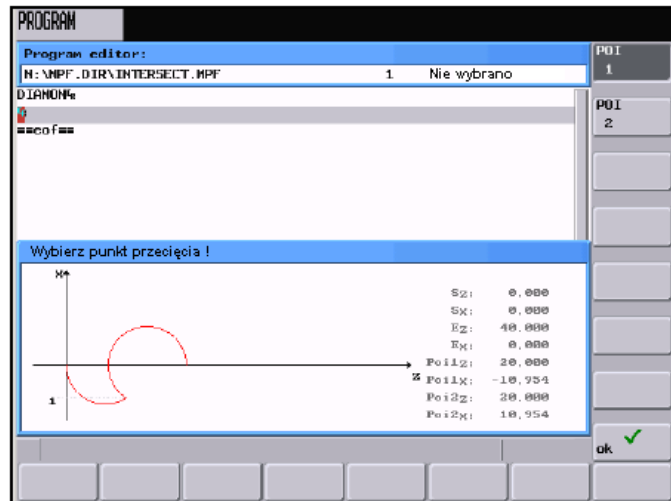 PROGRAM
Program editor:
N:\MPF.DIR\INTERSECT.MPF 1 Nie wybrano
DIAMON
==eof==
Wybierz punkt przecięcia !
X
Z
1
Sz: 0,000
Sx: 0,000
Ez: 40.000
Ex: 0,000
Poi1z: 20,000
Poi1x: -10,954
Poi2z: 20.000
Poi2x: 10,954
POI
1
POI
2
ok